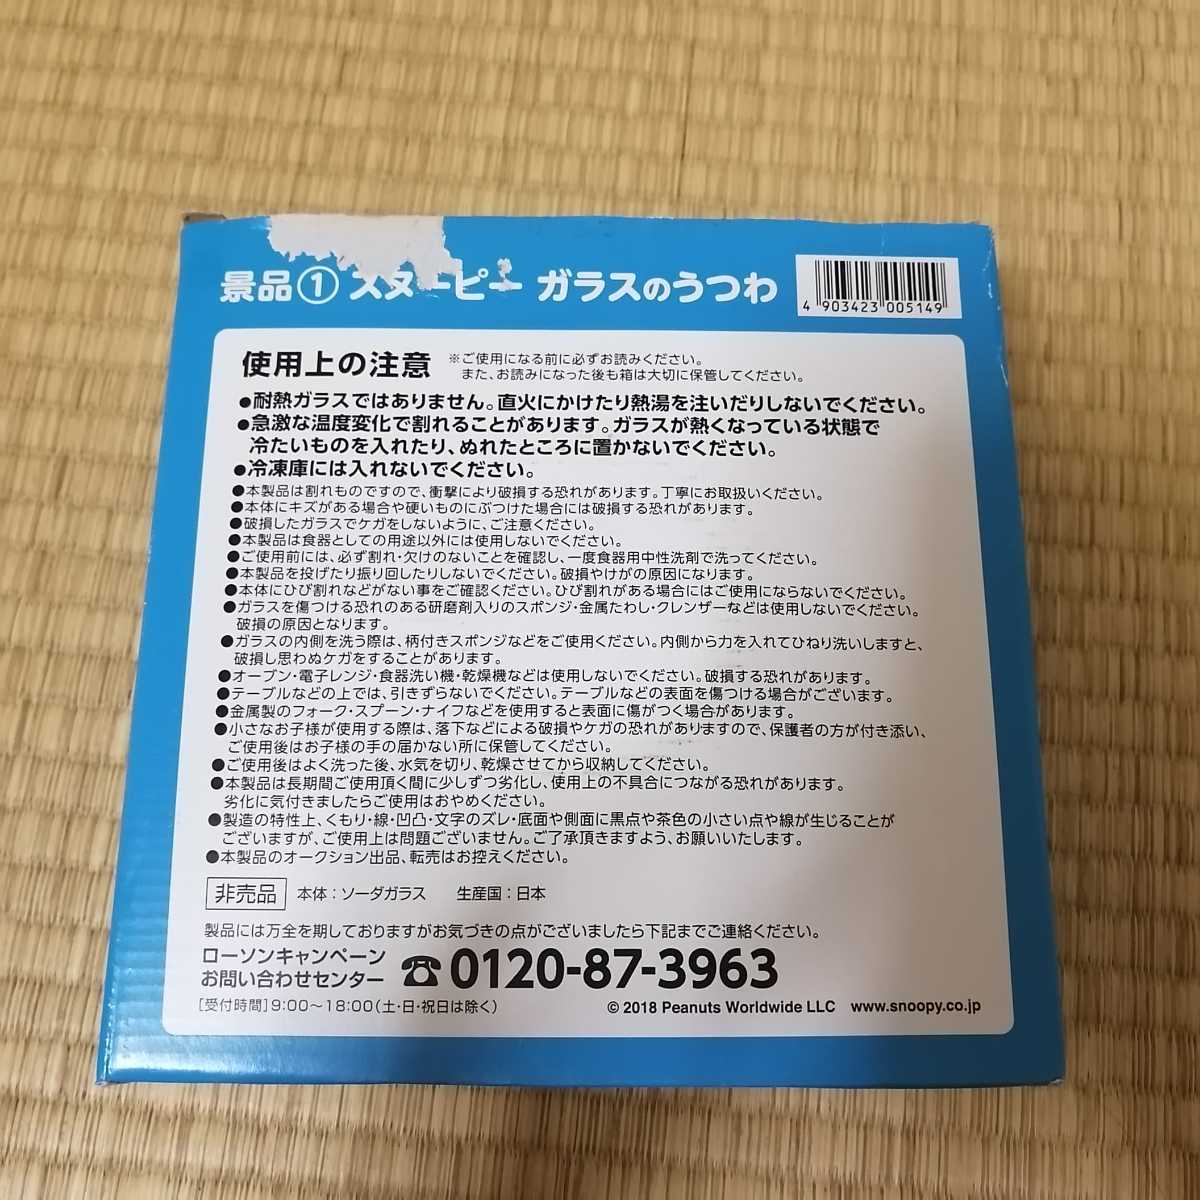 景品① スヌーピー ガラスのうつわ
4 903423 005149
使用上の注意
※ご使用になる前に必ずお読みください。
また、お読みになった後も箱は大切に保管してください。
●耐熱ガラスではありません。直火にかけたり熱湯を注いだりしないでください。
●急激な温度変化で割れることがあります。ガラスが熱くなっている状態で
冷たいものを入れたり、ぬれたところに置かないでください。
●冷凍庫には入れないでください。
●本製品は割れものですので、衝撃により破損する恐れがあります。丁寧にお取扱いください。
●本体にキズがある場合や硬いものにぶつけた場合には破損する恐れがあります。
●破損したガラスでケガをしないように、ご注意ください。
●本製品は食器としての用途以外には使用しないでください。
●ご使用前には、必ず割れ・欠けのないことを確認し、一度食器用中性洗剤で洗ってください。
●本製品を投げたり振り回したりしないでください。破損やけがの原因になります。
●本体にひび割れなどがない事をご確認ください。ひび割れがある場合にはご使用にならないでください。
●ガラスを傷つける恐れのある研磨剤入りのスポンジ・金属たわし・クレンザーなどは使用しないでください。
破損の原因となります。
●ガラスの内側を洗う際は、柄付きスポンジなどをご使用ください。内側から力を入れてひねり洗いしますと、
破損し思わぬケガをすることがあります。
●オーブン・電子レンジ・食器洗い機・乾燥機などは使用しないでください。破損する恐れがあります。
●テーブルなどの上では、引きずらないでください。テーブルなどの表面を傷つける場合がございます。
●金属製のフォーク・スプーン・ナイフなどを使用すると表面に傷がつく場合があります。
●小さなお子様が使用する際は、落下などによる破損やケガの恐れがありますので、保護者の方が付き添い、
ご使用後はお子様の手の届かない所に保管してください。
●ご使用後はよく洗った後、水気を切り、乾燥させてから収納してください。
●本製品は長期間ご使用頂く間に少しずつ劣化し、使用上の不具合につながる恐れがあります。
劣化に気付きましたらご使用はおやめください。
●製造の特性上、くもり・線・凹凸・文字のズレ・底面や側面に黒点や茶色の小さい点や線が生じることが
ございますが、ご使用上は問題ございません。ご了承頂きますよう、お願いいたします。
●本製品のオークション出品、転売はお控えください。
非売品 本体：ソーダガラス 生産国：日本
製品には万全を期しておりますがお気づきの点がございましたら下記までご連絡ください。
ローソンキャンペーン
お問い合わせセンター ☎0120-87-3963
[受付時間]9:00〜18:00(土・日・祝日は除く)
© 2018 Peanuts Worldwide LLC www.snoopy.co.jp